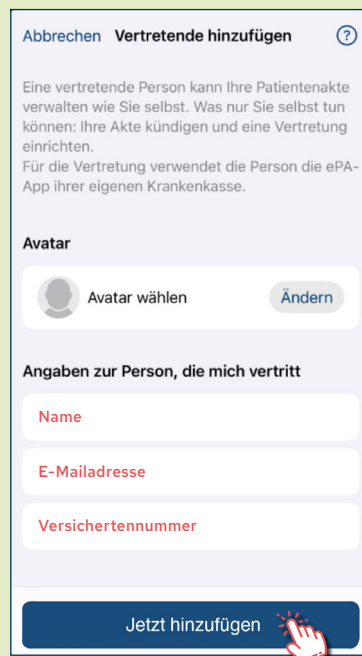 Abbrechen Vertretende hinzufügen ?
Eine vertretende Person kann Ihre Patientenakte
verwalten wie Sie selbst. Was nur Sie selbst tun
können: Ihre Akte kündigen und eine Vertretung
einrichten.
Für die Vertretung verwendet die Person die ePA-
App ihrer eigenen Krankenkasse.
Avatar
Avatar wählen Ändern
Angaben zur Person, die mich vertritt
Name
E-Mailadresse
Versichertennummer
Jetzt hinzufügen